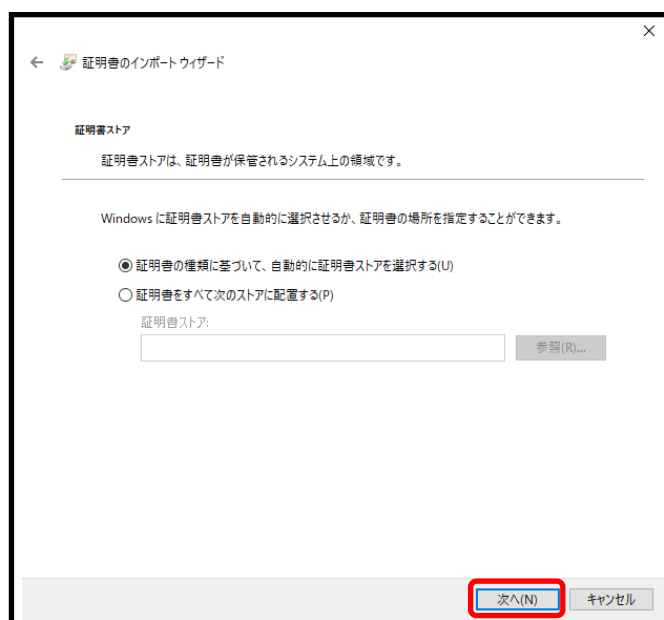 証明書のインポート ウィザード
証明書ストア
証明書ストアは、証明書が保管されるシステム上の領域です。
Windows に証明書ストアを自動的に選択させるか、証明書の場所を指定することができます。
証明書の種類に基づいて、自動的に証明書ストアを選択する(U)
証明書をすべて次のストアに配置する(P)
証明書ストア:
参照(R)...
次へ(N)
キャンセル